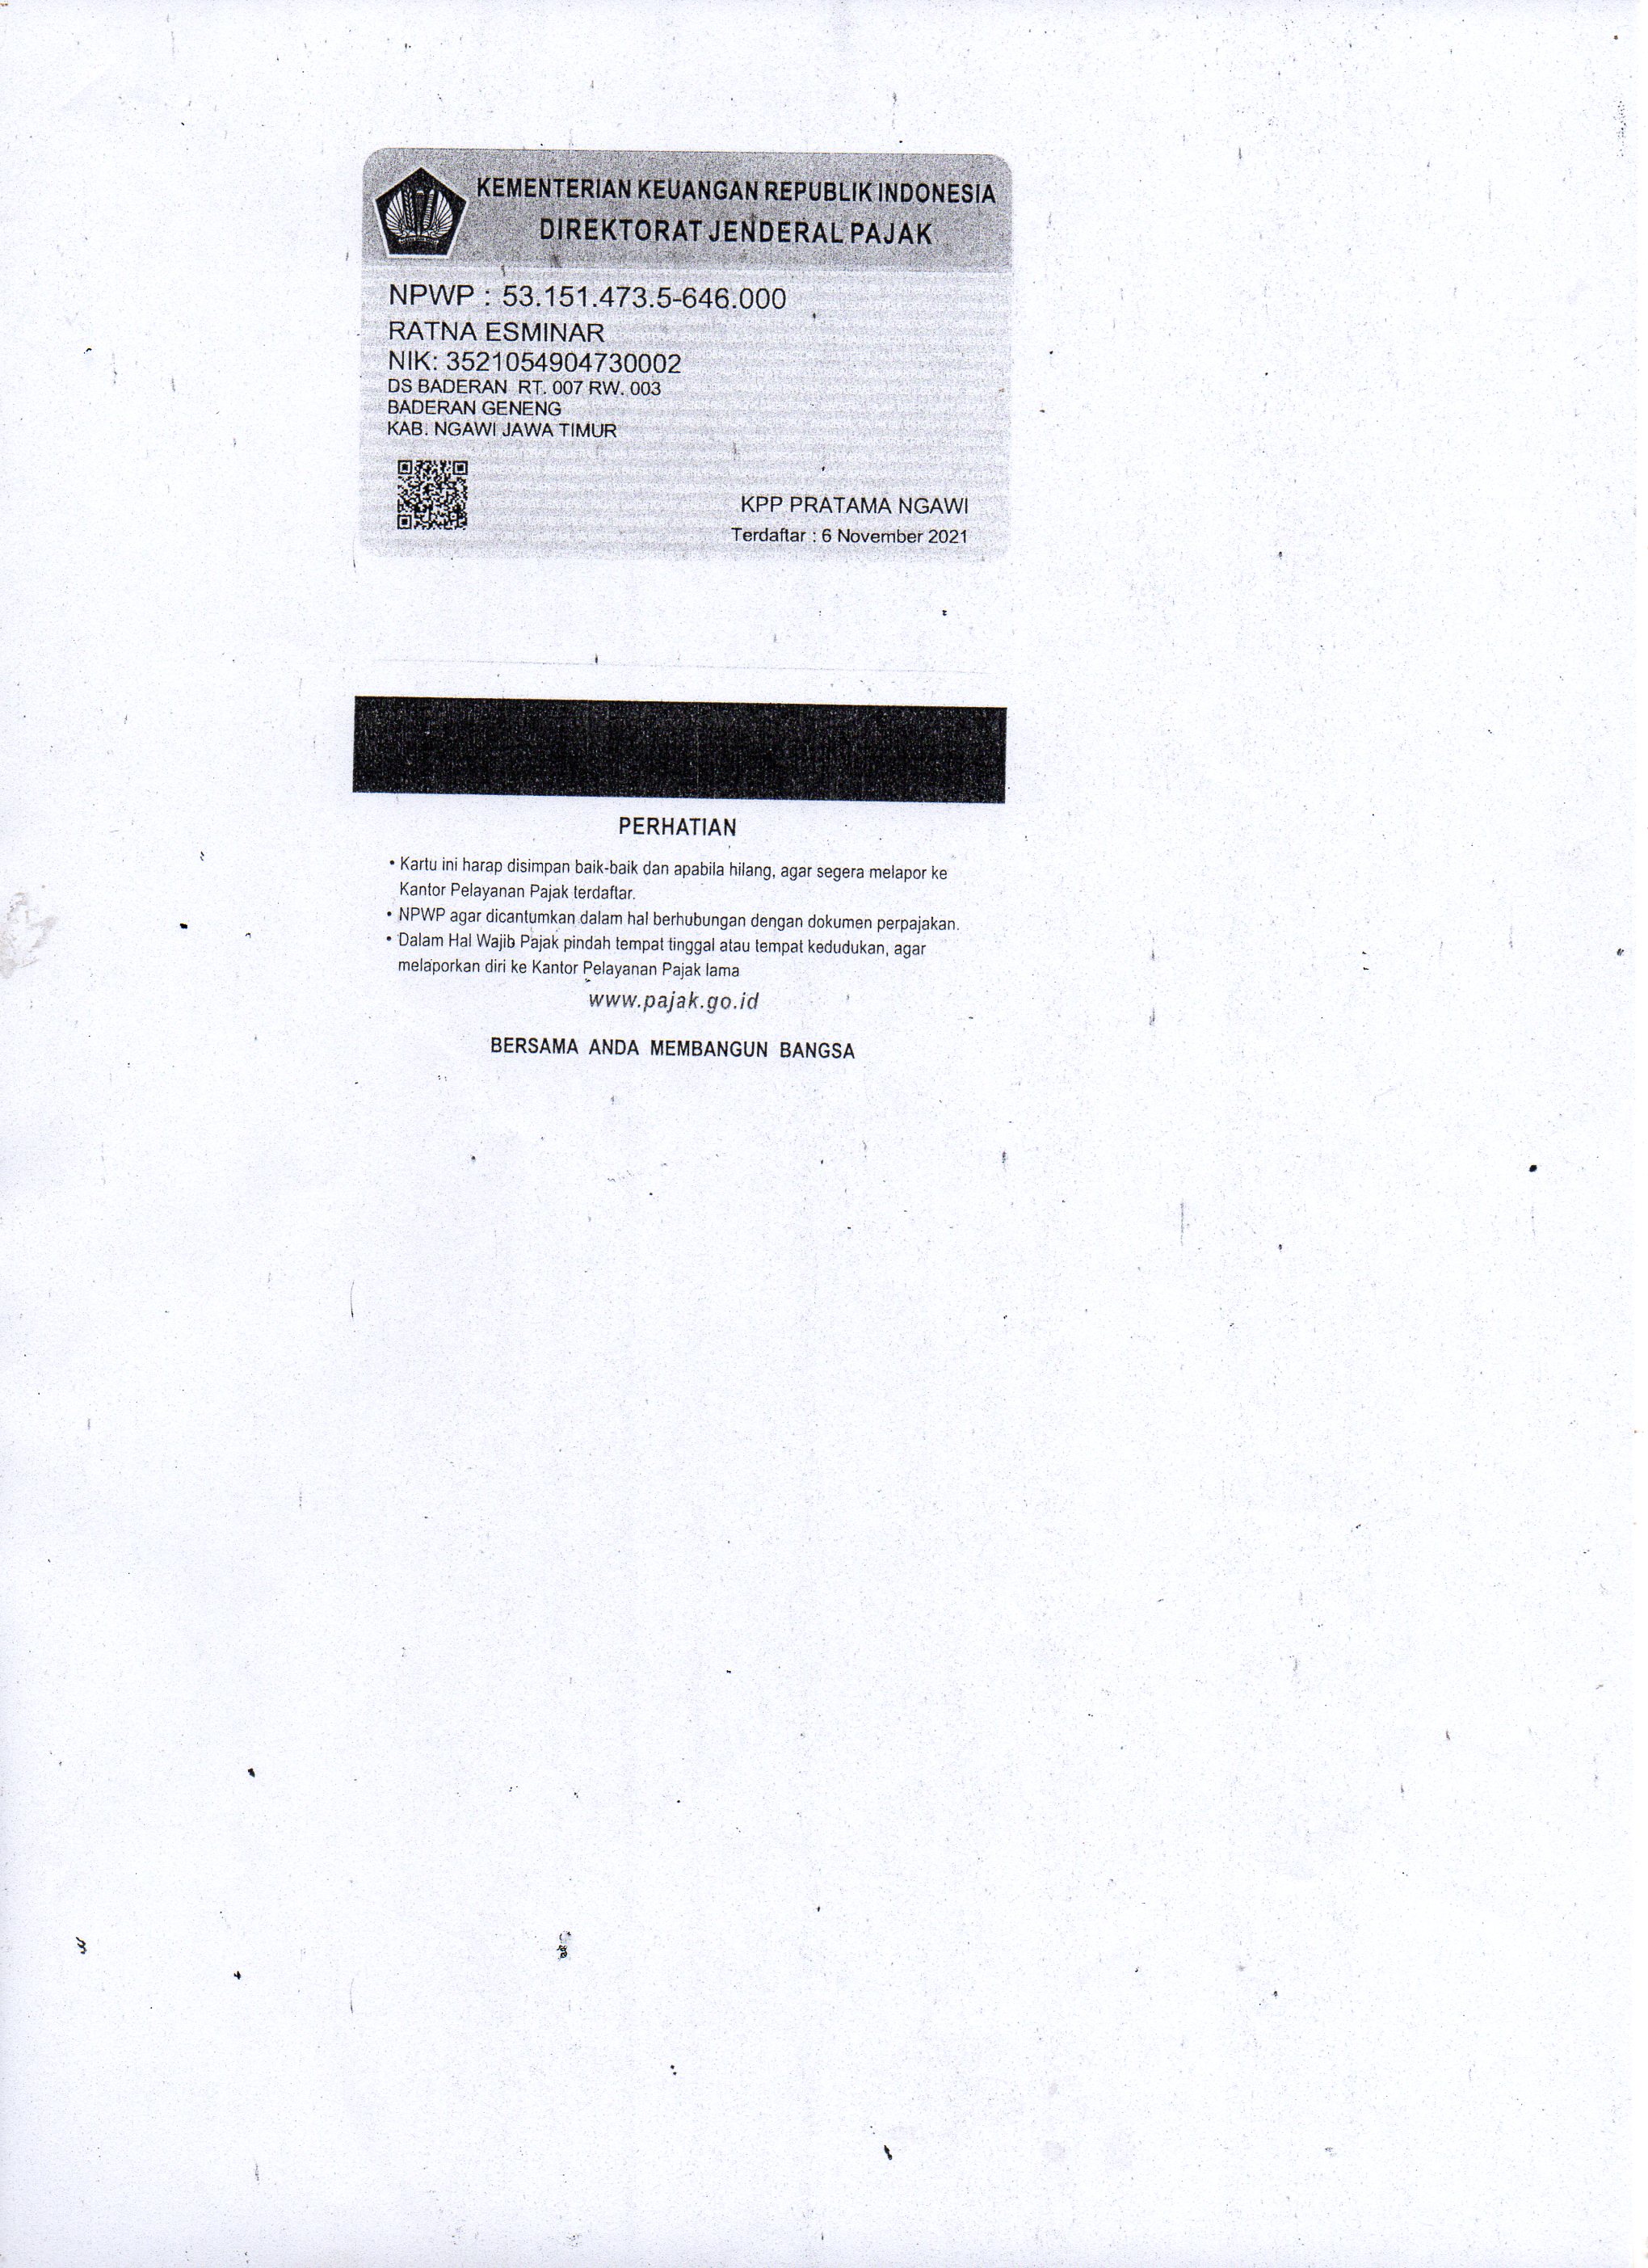 KEMENTERIAN KEUANGAN REPUBLIK INDONESIA
DIREKTORAT JENDERAL PAJAK
NPWP : 53.151.473.5-646.000
RATNA ESMINAR
NIK: 3521054904730002
DS BADERAN RT. 007 RW. 003
BADERAN GENENG
KAB. NGAWI JAWA TIMUR
KPP PRATAMA NGAWI
Terdaftar : 6 November 2021
PERHATIAN
• Kartu ini harap disimpan baik-baik dan apabila hilang, agar segera melapor ke
Kantor Pelayanan Pajak terdaftar.
• NPWP agar dicantumkan dalam hal berhubungan dengan dokumen perpajakan.
• Dalam Hal Wajib Pajak pindah tempat tinggal atau tempat kedudukan, agar
melaporkan diri ke Kantor Pelayanan Pajak lama
www.pajak.go.id
BERSAMA ANDA MEMBANGUN BANGSA